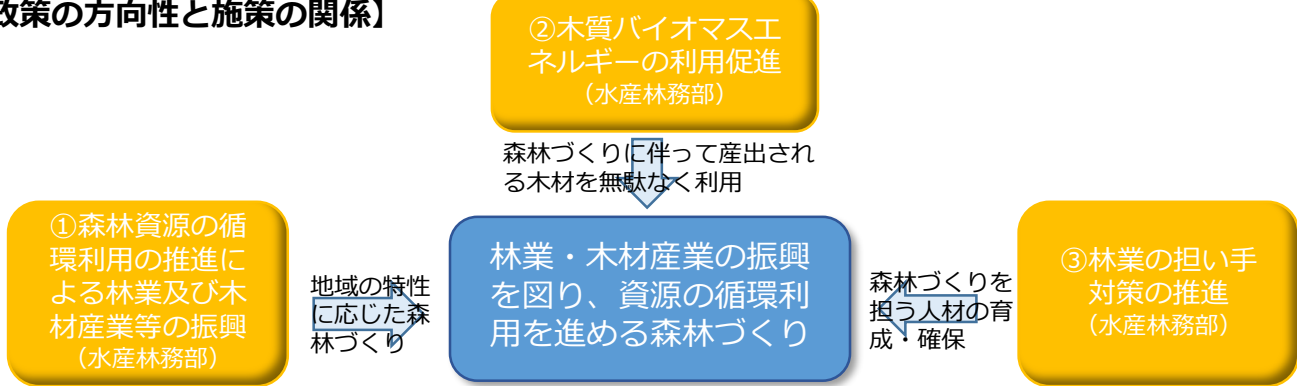 政策の方向性と施策の関係】
②木質バイオマスエ
ネルギーの利用促進
（水産林務部）
森林づくりに伴って産出され
る木材を無駄なく利用
①森林資源の循
環利用の推進に
よる林業及び木
材産業等の振興
（水産林務部）
地域の特性
に応じた森
林づくり
林業・木材産業の振興
を図り、資源の循環利
用を進める森林づくり
森林づくりを
担う人材の育
成・確保
③林業の担い手
対策の推進
（水産林務部）